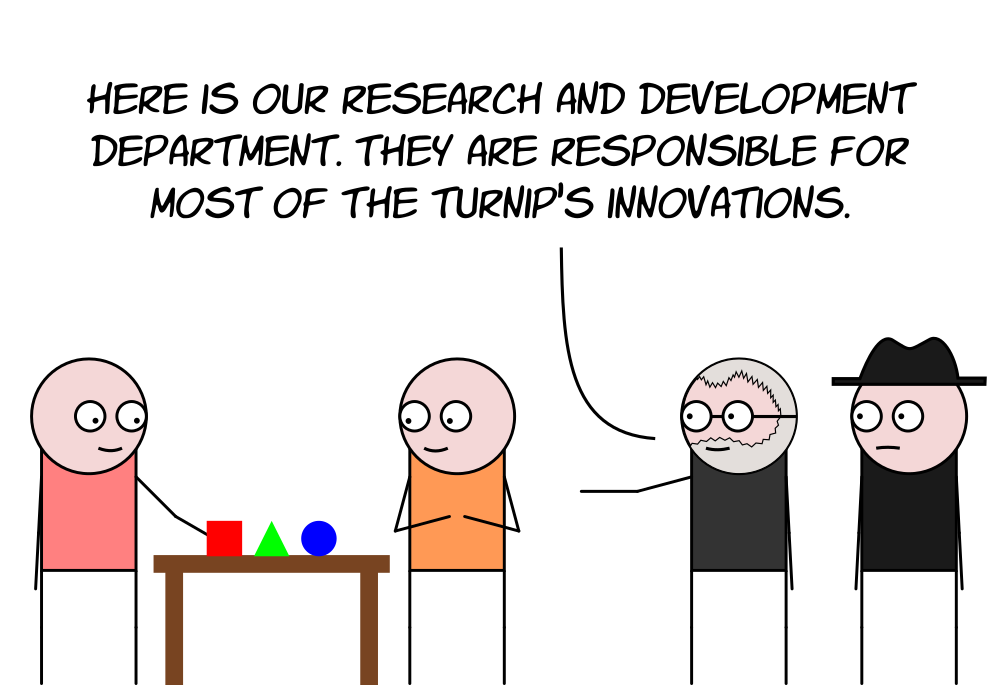 HERE IS OUR RESEARCH AND DEVELOPMENT
DEPARTMENT. THEY ARE RESPONSIBLE FOR
MOST OF THE TURNIP'S INNOVATIONS.